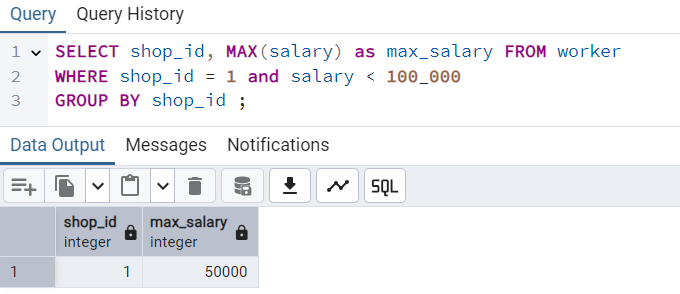 Query Query History
1 SELECT shop_id, MAX(salary) as max_salary FROM worker
2 WHERE shop_id = 1 and salary < 100_000
3 GROUP BY shop_id ;
Data Output Messages Notifications
SQL
shop_id max_salary
integer integer
1 1 50000